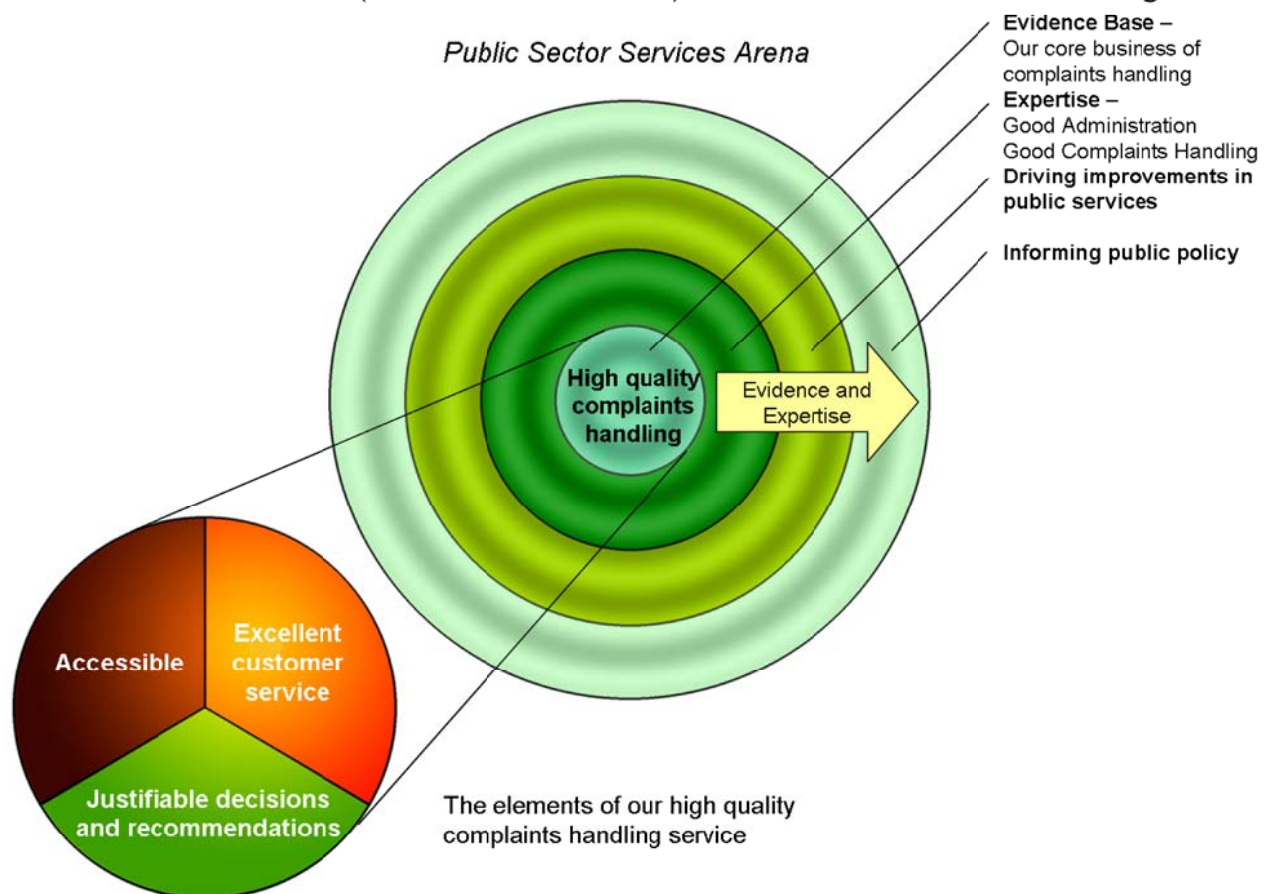 Public Sector Services Arena
Evidence Base –
Our core business of
complaints handling
Expertise –
Good Administration
Good Complaints Handling
Driving improvements in
public services
Informing public policy
High quality
complaints
handling
Evidence and
Expertise
Accessible
Excellent
customer
service
Justifiable decisions
and recommendations
The elements of our high quality
complaints handling service